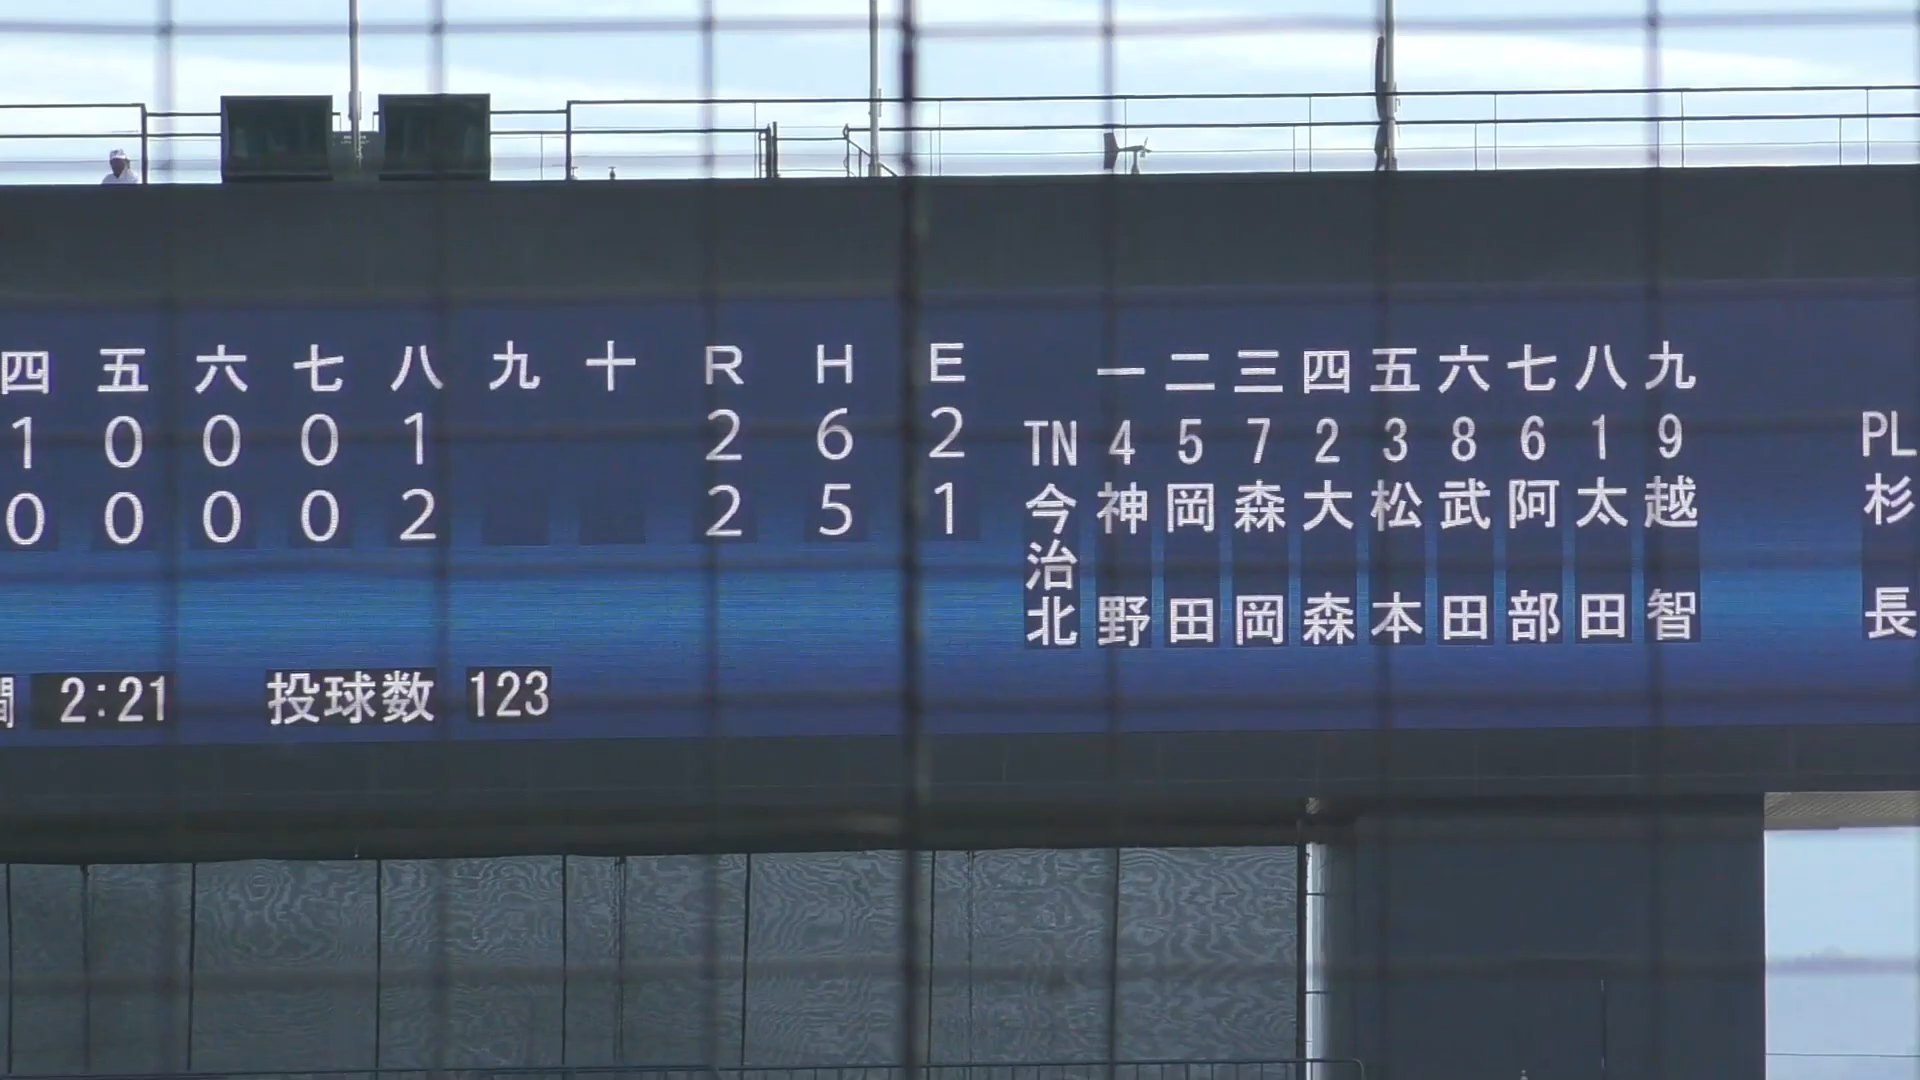 四 五 六 七 八 九 十 R H E
1 0 0 0 1 2 6 2
0 0 0 0 2 2 5 1
一 二 三 四 五 六 七 八 九
TN 4 5 7 2 3 8 6 1 9
今治北 神野 岡田 森岡 大森 松本 武田 阿部 太田 越智
PL
杉
長
間 2:21 投球数 123